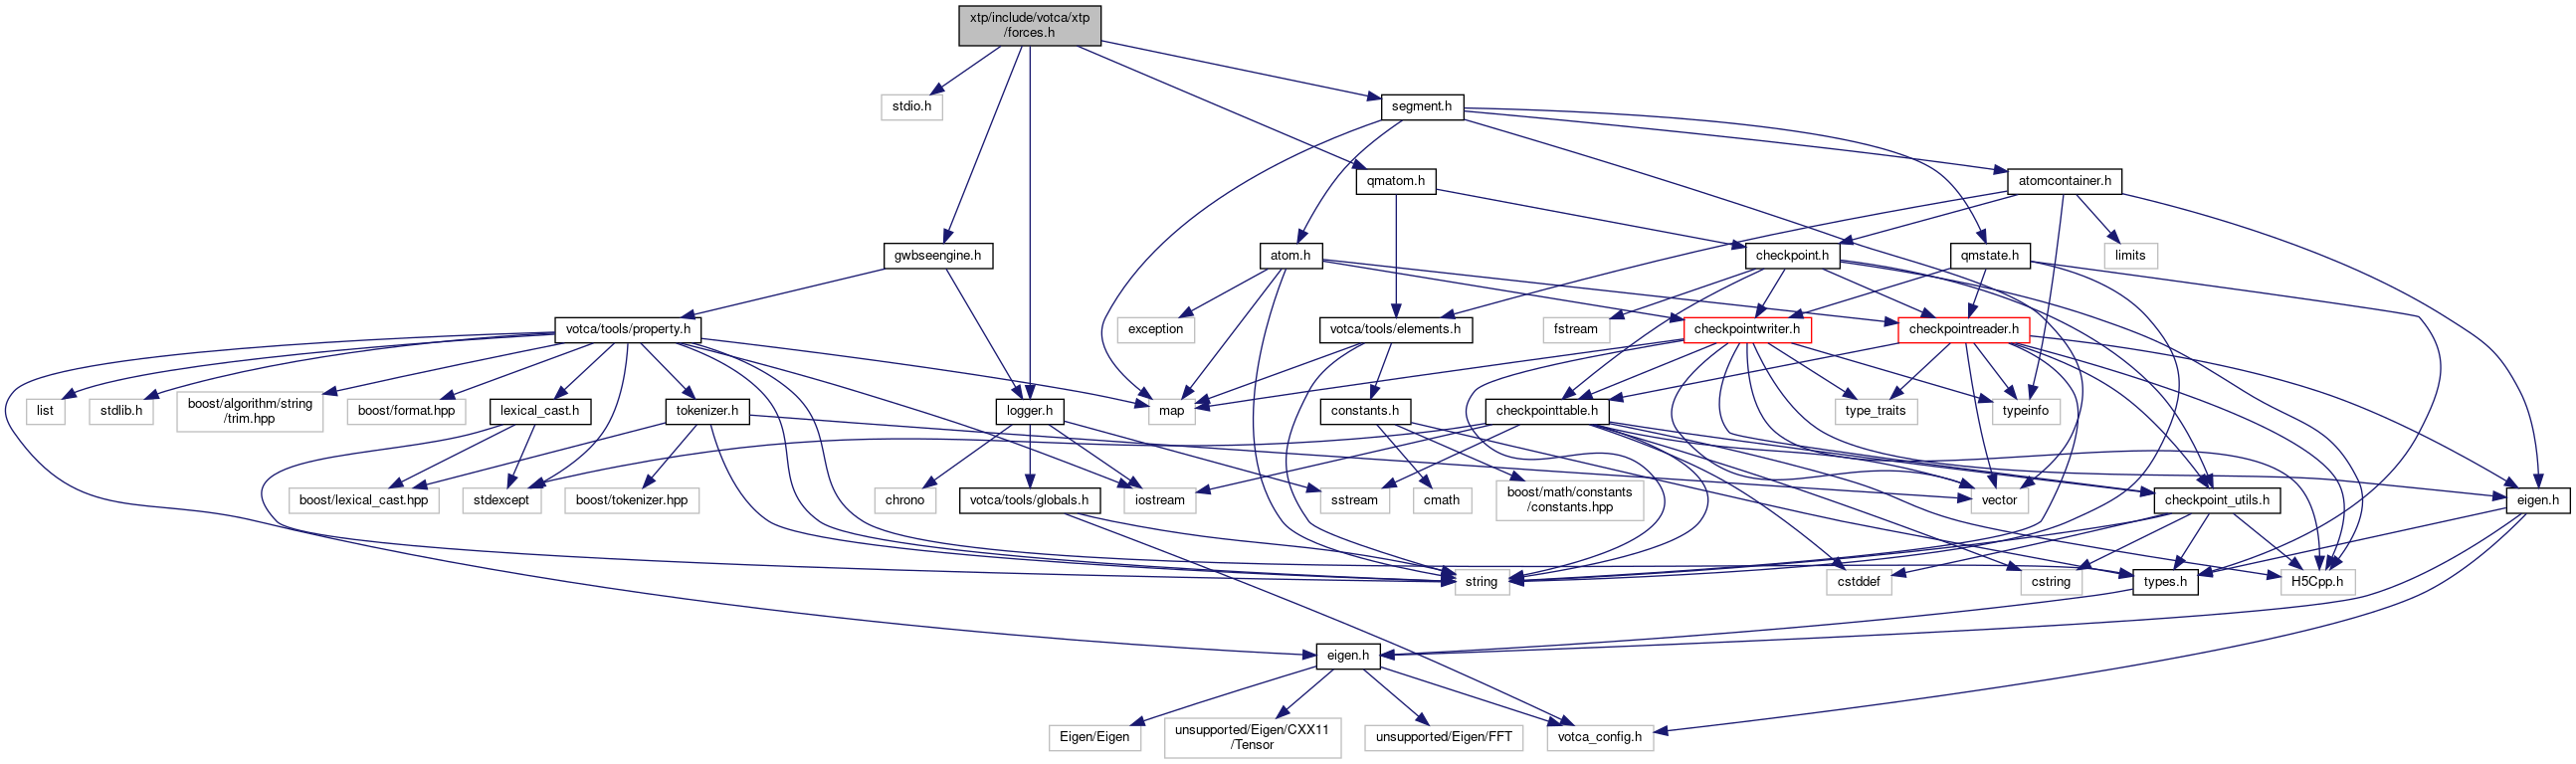 xtp/include/votca/xtp
/forces.h
stdio.h
segment.h
qmatom.h
atomcontainer.h
gwbseengine.h
atom.h
checkpoint.h
qmstate.h
limits
votca/tools/property.h
exception
votca/tools/elements.h
fstream
checkpointwriter.h
checkpointreader.h
list
stdlib.h
boost/algorithm/string
/trim.hpp
boost/format.hpp
lexical_cast.h
tokenizer.h
logger.h
map
constants.h
checkpointtable.h
type_traits
typeinfo
boost/lexical_cast.hpp
stdexcept
boost/tokenizer.hpp
chrono
votca/tools/globals.h
iostream
sstream
cmath
boost/math/constants
/constants.hpp
vector
checkpoint_utils.h
eigen.h
string
cstddef
cstring
types.h
H5Cpp.h
eigen.h
Eigen/Eigen
unsupported/Eigen/CXX11
/Tensor
unsupported/Eigen/FFT
votca_config.h